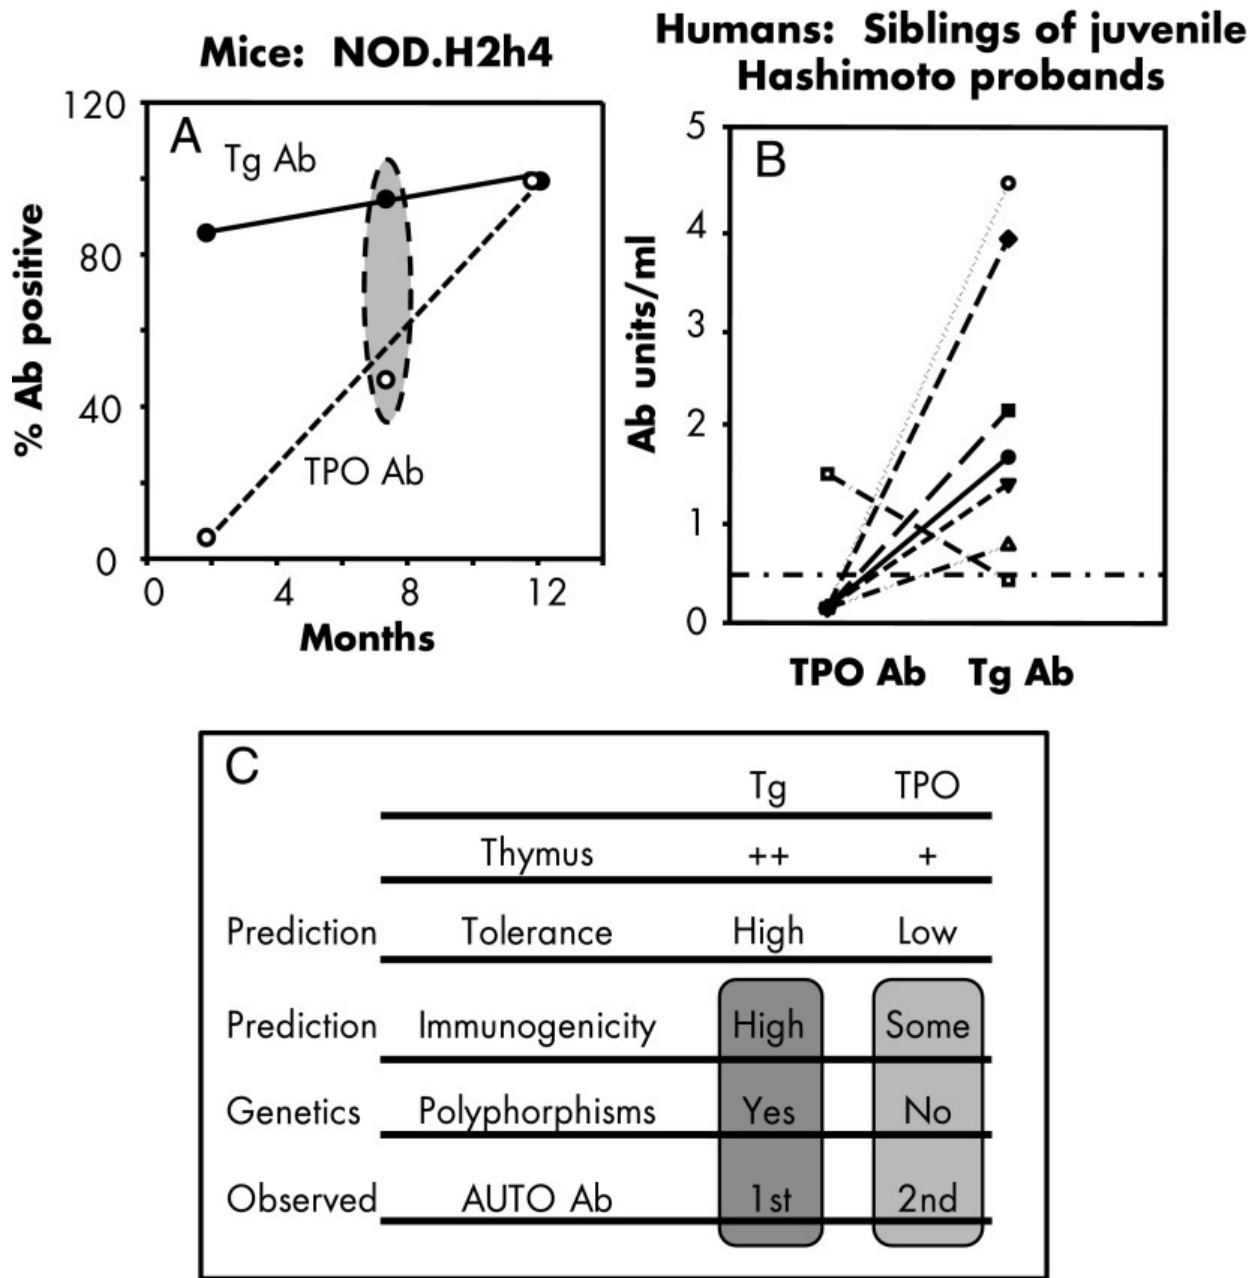 Mice: NOD.H2h4
Humans: Siblings of juvenile
Hashimoto probands
A
Tg Ab
TPO Ab
% Ab positive
120
80
40
0
0 4 8 12
Months
B
Ab units/ml
5
4
3
2
1
0
TPO Ab Tg Ab
C
Tg TPO
Thymus ++ +
Prediction Tolerance High Low
Prediction Immunogenicity High Some
Genetics Polyphorphisms Yes No
Observed AUTO Ab 1st 2nd